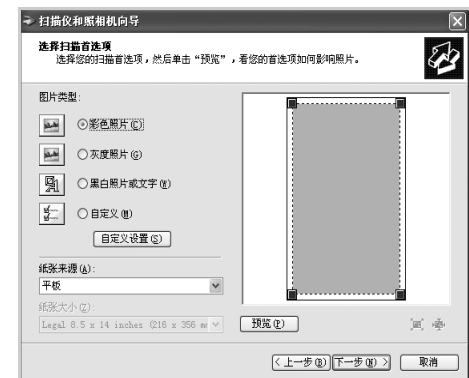 扫描仪和照相机向导
选择扫描首选项
选择您的扫描首选项，然后单击“预览”，看您的首选项如何影响照片。
图片类型:
彩色照片(C)
灰度照片(G)
黑白照片或文字(W)
自定义(M)
自定义设置(S)
纸张来源(A):
平板
纸张大小(Z):
Legal 8.5 x 14 inches (216 x 356 m
预览(P)
<上一步(B) 下一步(N)> 取消